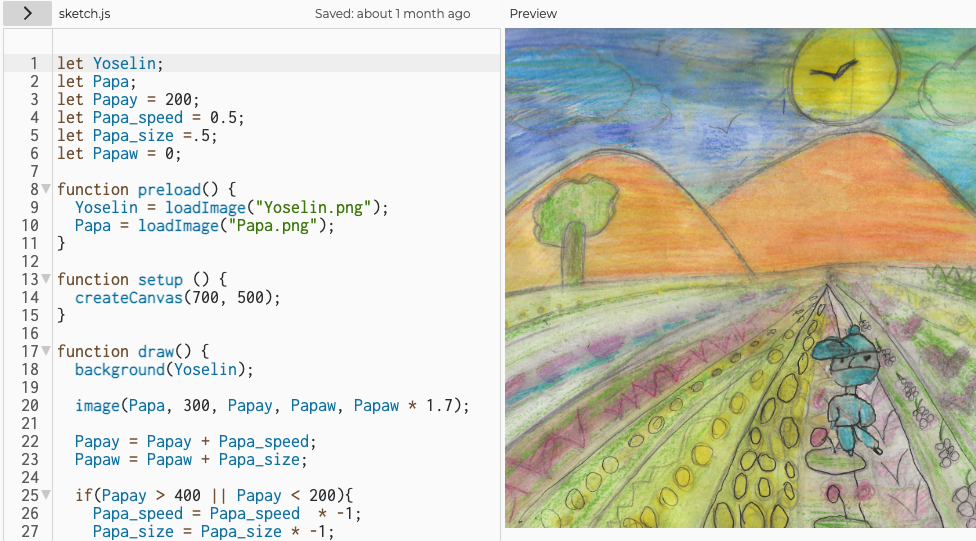 sketch.js
Saved: about 1 month ago
Preview
1 let Yoselin;
2 let Papa;
3 let Papay = 200;
4 let Papa_speed = 0.5;
5 let Papa_size =.5;
6 let Papaw = 0;
7
8 function preload() {
9 Yoselin = loadImage("Yoselin.png");
10 Papa = loadImage("Papa.png");
11 }
12
13 function setup () {
14 createCanvas(700, 500);
15 }
16
17 function draw() {
18 background(Yoselin);
19
20 image(Papa, 300, Papay, Papaw, Papaw * 1.7);
21
22 Papay = Papay + Papa_speed;
23 Papaw = Papaw + Papa_size;
24
25 if(Papay > 400 || Papay < 200){
26 Papa_speed = Papa_speed  * -1;
27 Papa_size = Papa_size * -1;